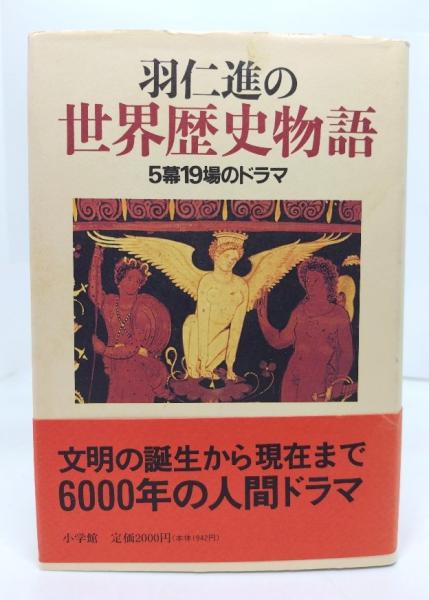 羽仁進の
世界歴史物語
5幕19場のドラマ
文明の誕生から現在まで
6000年の人間ドラマ
小学館 定価2000円(本体1942円)